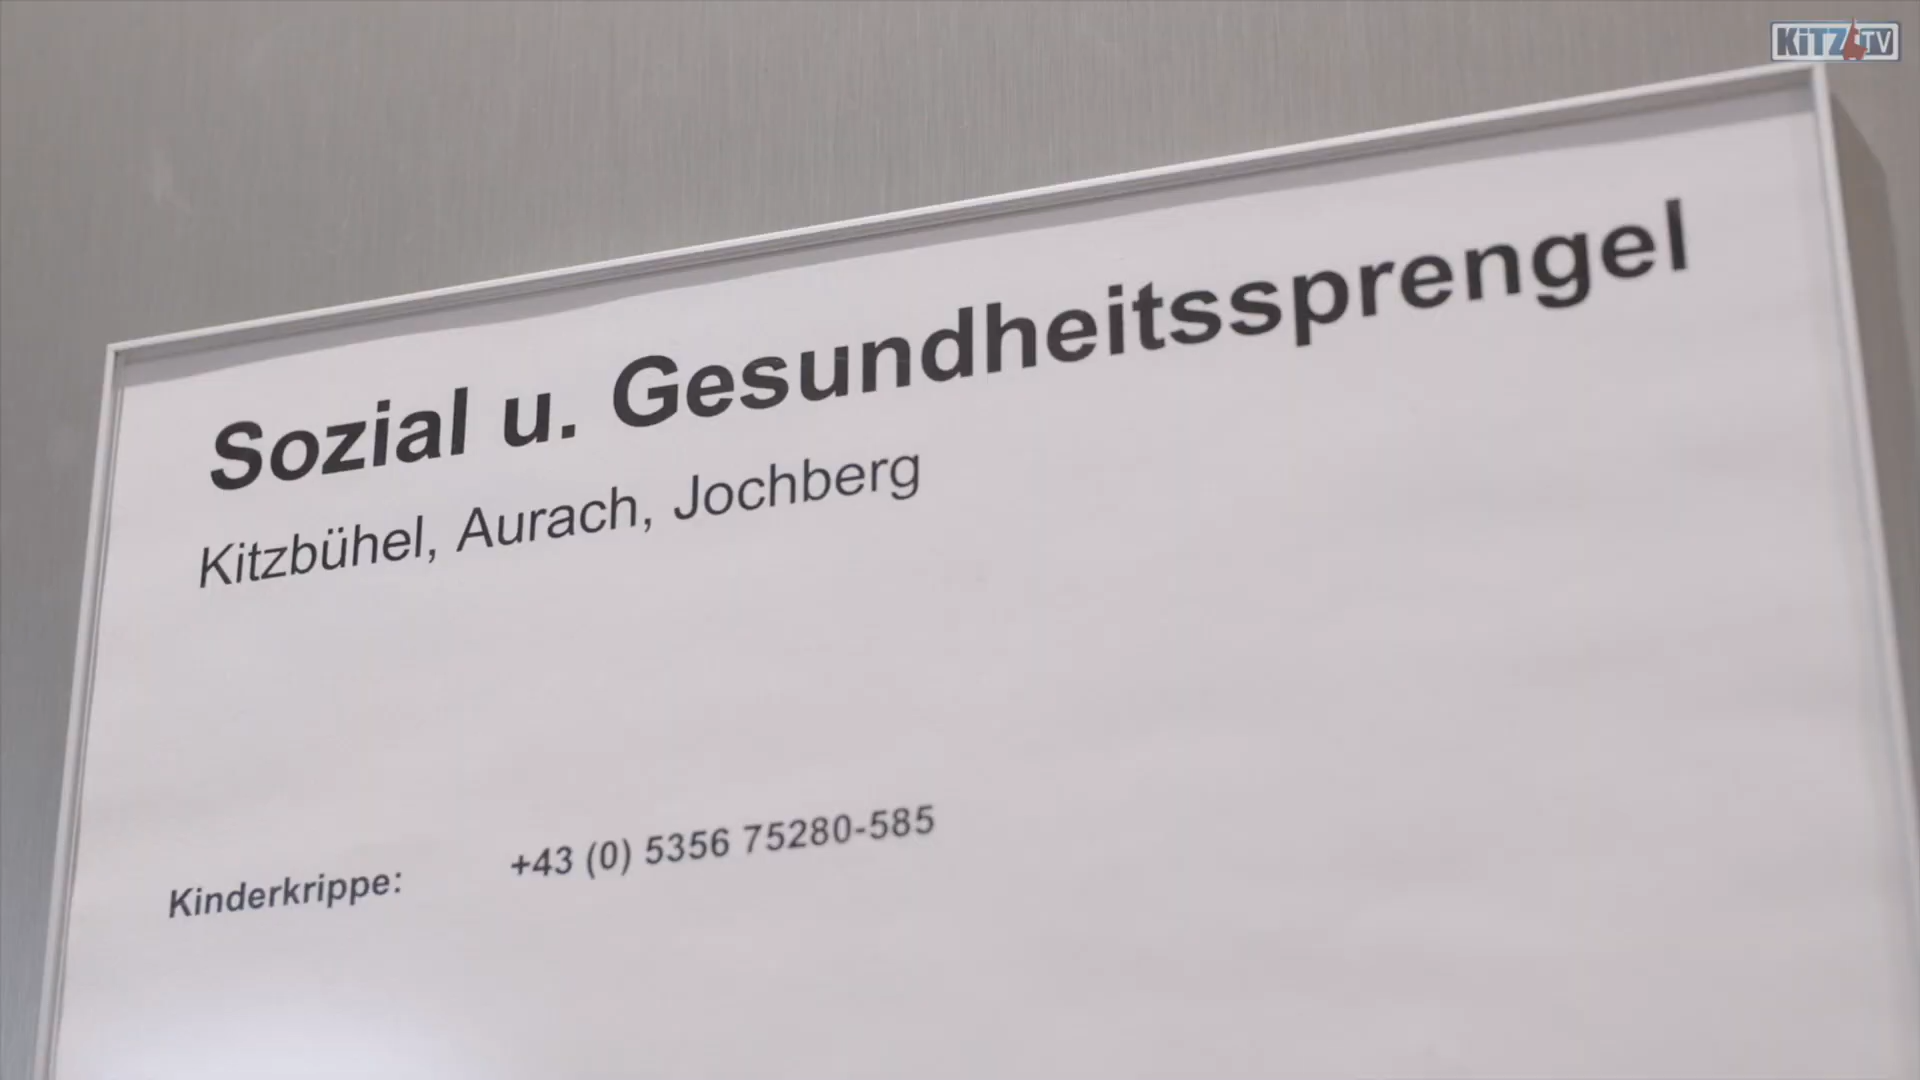 KiTZ TV
Sozial u. Gesundheitssprengel
Kitzbühel, Aurach, Jochberg
Kinderkrippe: +43 (0) 5356 75280-585